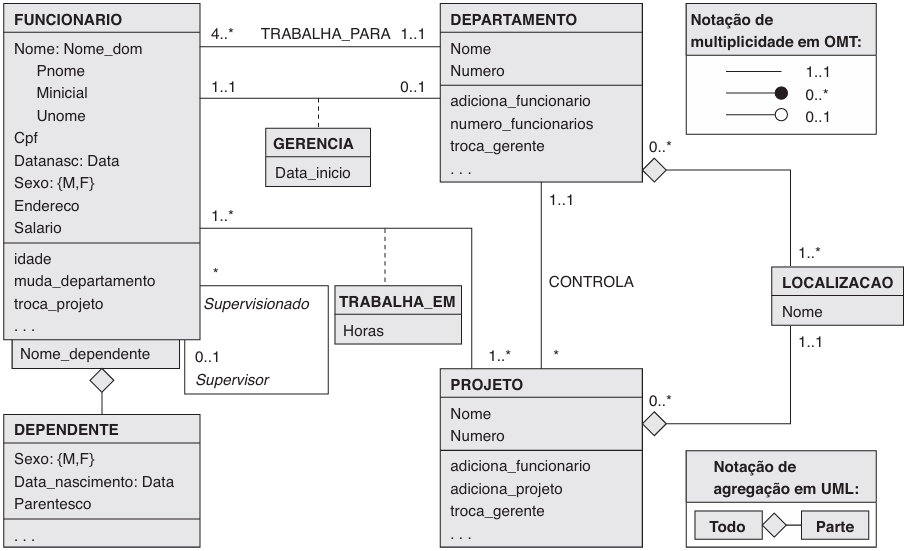 FUNCIONARIO
Nome: Nome_dom
Pnome
Minicial
Unome
Cpf
Datanasc: Data
Sexo: {M,F}
Endereco
Salario
idade
muda_departamento
troca_projeto
. . .
Nome_dependente
DEPENDENTE
Sexo: {M,F}
Data_nascimento: Data
Parentesco
. . .
4..* TRABALHA_PARA 1..1
1..1 0..1
GERENCIA
Data_inicio
1..*
*
Supervisionado
0..1
Supervisor
TRABALHA_EM
Horas
1..*
DEPARTAMENTO
Nome
Numero
adiciona_funcionario
numero_funcionarios
troca_gerente
. . .
0..*
1..1
CONTROLA
*
PROJETO
Nome
Numero
adiciona_funcionario
adiciona_projeto
troca_gerente
. . .
0..*
1..*
LOCALIZACAO
Nome
1..1
Notação de
multiplicidade em OMT:
1..1
0..*
0..1
Notação de
agregação em UML:
Todo Parte